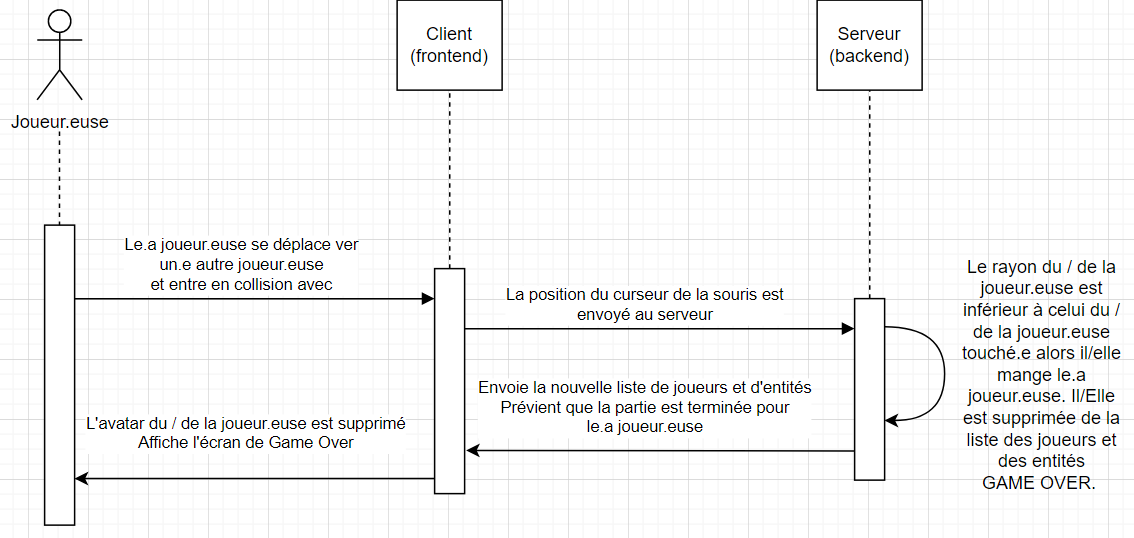 Joueur.euse
Client
(frontend)
Serveur
(backend)
Le.a joueur.euse se déplace ver
un.e autre joueur.euse
et entre en collision avec
La position du curseur de la souris est
envoyé au serveur
Le rayon du / de la
joueur.euse est
inférieur à celui du /
de la joueur.euse
touché.e alors il/elle
mange le.a
joueur.euse. Il/Elle
est supprimée de la
liste des joueurs et
des entités
GAME OVER.
Envoie la nouvelle liste de joueurs et d'entités
Prévient que la partie est terminée pour
le.a joueur.euse
L'avatar du / de la joueur.euse est supprimé
Affiche l'écran de Game Over